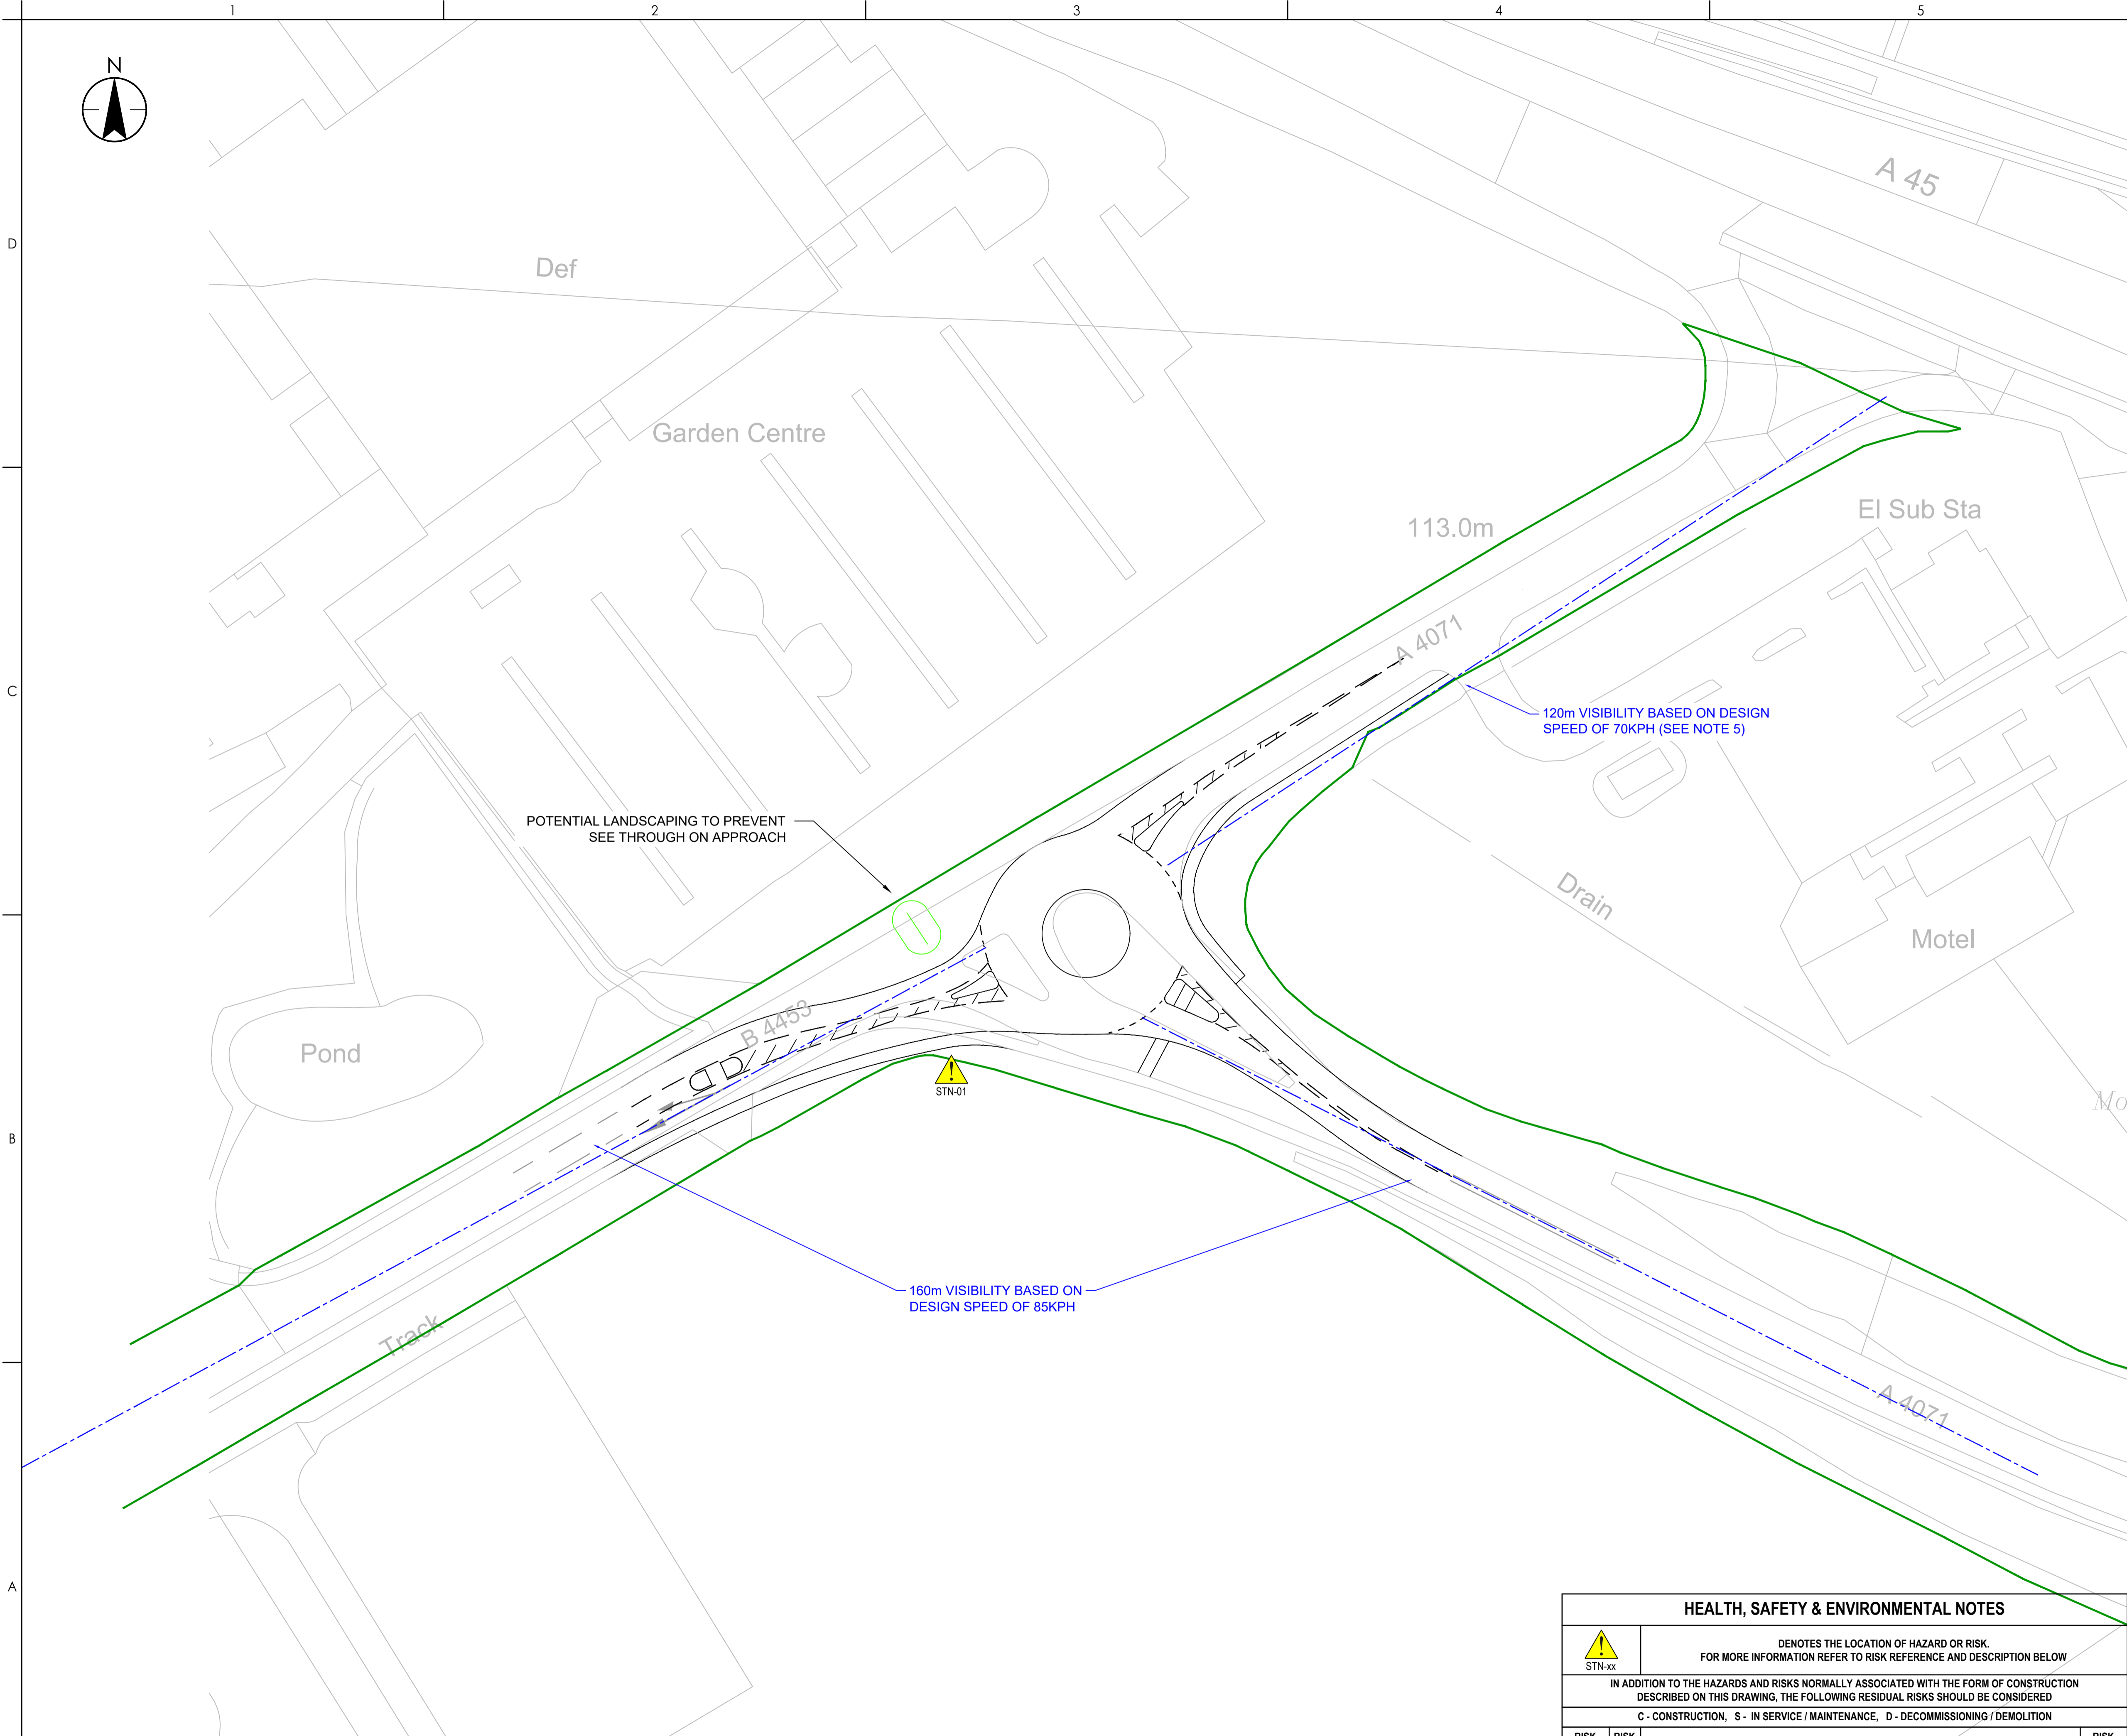 1
2
3
4
5
N
A 45
D
Def
Garden Centre
113.0m
El Sub Sta
A 4071
C
120m VISIBILITY BASED ON DESIGN
SPEED OF 70KPH (SEE NOTE 5)
POTENTIAL LANDSCAPING TO PREVENT
SEE THROUGH ON APPROACH
Drain
Motel
B 4453
Pond
STN-01
Mo
B
160m VISIBILITY BASED ON
DESIGN SPEED OF 85KPH
Track
A 4071
A
HEALTH, SAFETY & ENVIRONMENTAL NOTES
STN-xx
DENOTES THE LOCATION OF HAZARD OR RISK.
FOR MORE INFORMATION REFER TO RISK REFERENCE AND DESCRIPTION BELOW
IN ADDITION TO THE HAZARDS AND RISKS NORMALLY ASSOCIATED WITH THE FORM OF CONSTRUCTION
DESCRIBED ON THIS DRAWING, THE FOLLOWING RESIDUAL RISKS SHOULD BE CONSIDERED
C - CONSTRUCTION, S - IN SERVICE / MAINTENANCE, D - DECOMMISSIONING / DEMOLITION
RISK RISK RISK